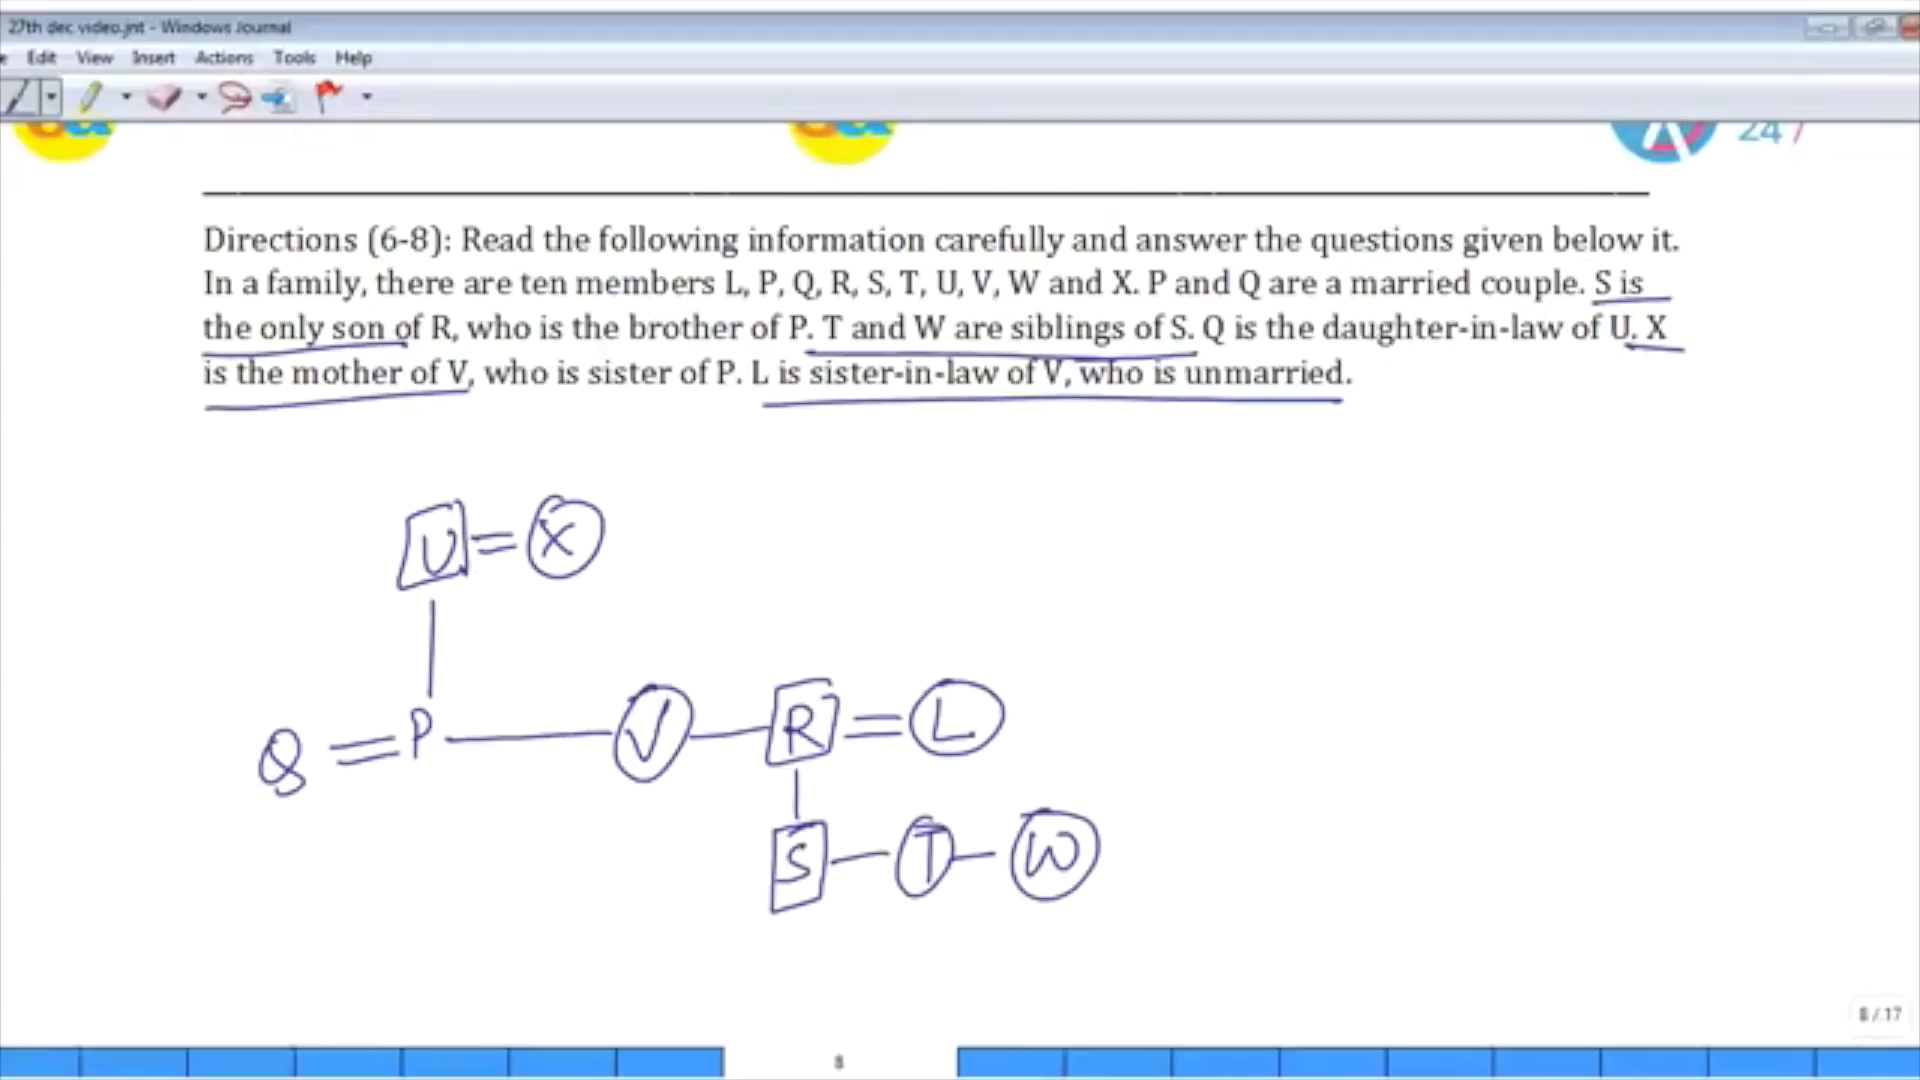 27th dec video.jnt - Windows Journal
Edit View Insert Actions Tools Help
24
Directions (6-8): Read the following information carefully and answer the questions given below it.
In a family, there are ten members L, P, Q, R, S, T, U, V, W and X. P and Q are a married couple. S is
the only son of R, who is the brother of P. T and W are siblings of S. Q is the daughter-in-law of U. X
is the mother of V, who is sister of P. L is sister-in-law of V, who is unmarried.
U = X
Q = P — V — R = L
S — T — W
8 / 17
8